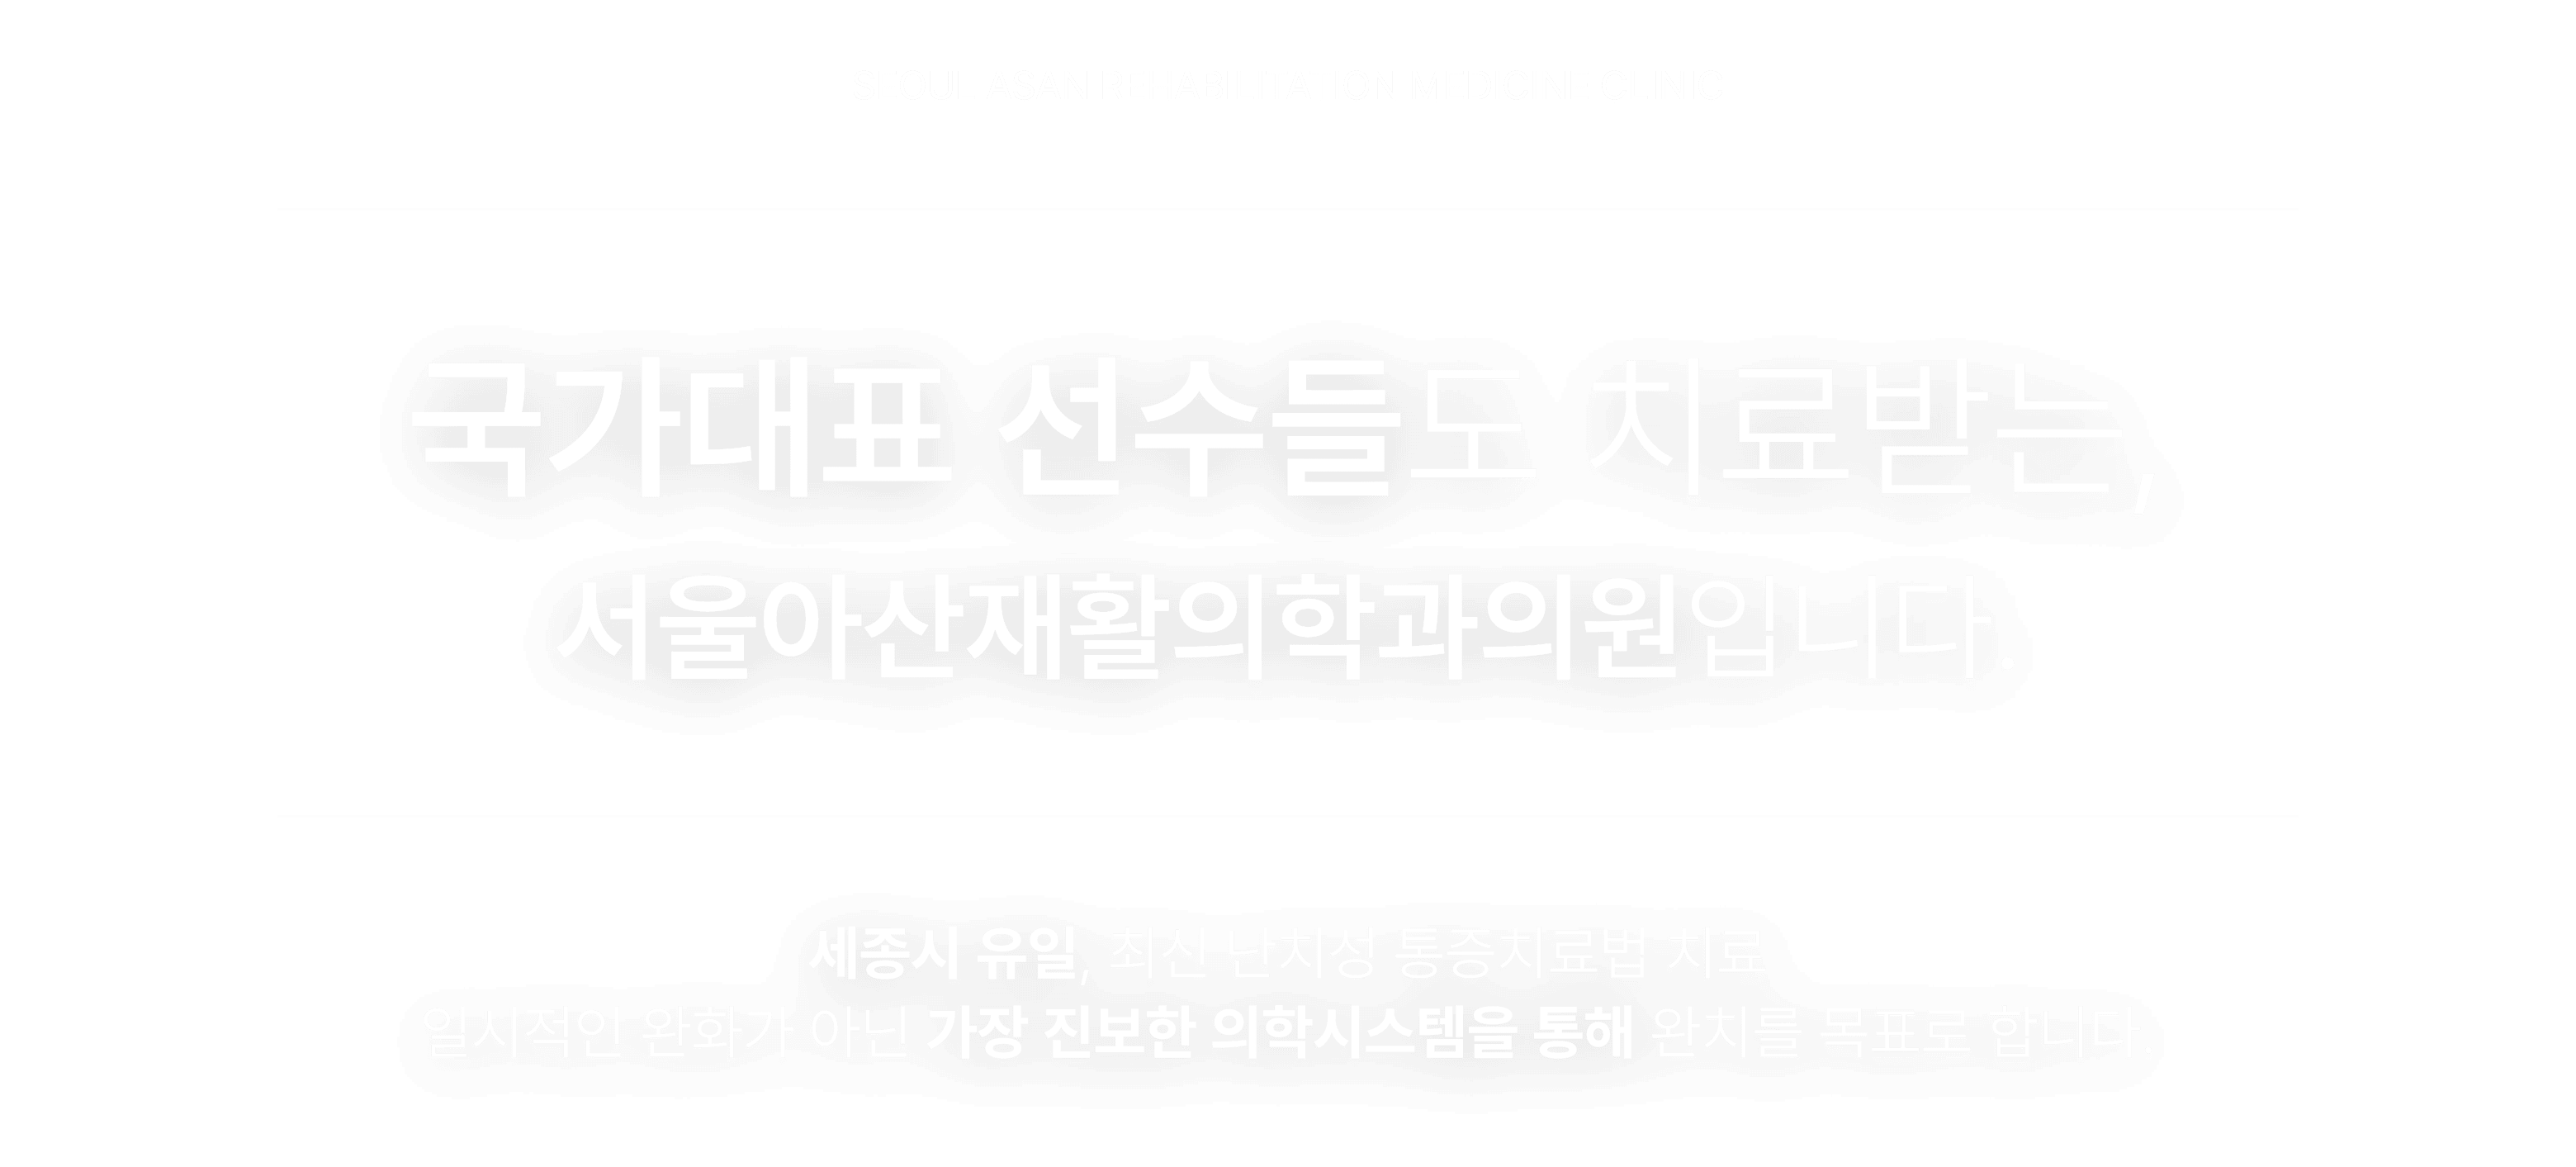 SEOUL ASAN REHABILITATION MEDICINE CLINIC
국가대표 선수들도 치료받는,
서울아산재활의학과의원입니다.
세종시 유일, 최신 난치성 통증치료법 치료
일시적인 완화가 아닌 가장 진보한 의학시스템을 통해 완치를 목표로 합니다.